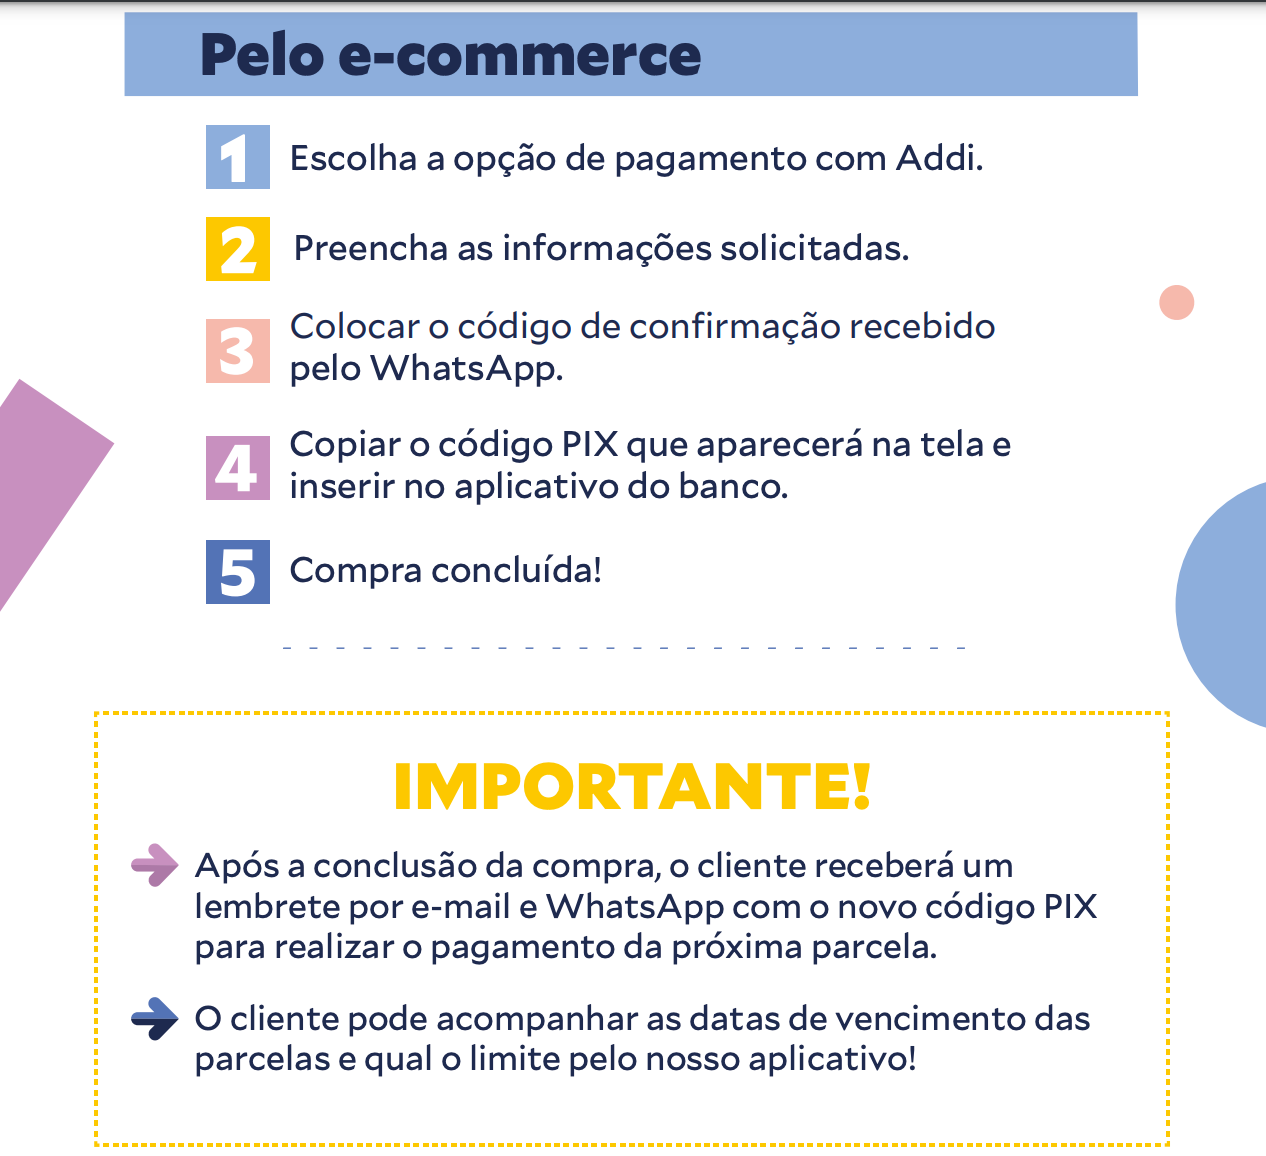 Pelo e-commerce
1 Escolha a opção de pagamento com Addi.
2 Preencha as informações solicitadas.
3 Colocar o código de confirmação recebido
pelo WhatsApp.
4 Copiar o código PIX que aparecerá na tela e
inserir no aplicativo do banco.
5 Compra concluída!
IMPORTANTE!
Após a conclusão da compra, o cliente receberá um
lembrete por e-mail e WhatsApp com o novo código PIX
para realizar o pagamento da próxima parcela.
O cliente pode acompanhar as datas de vencimento das
parcelas e qual o limite pelo nosso aplicativo!